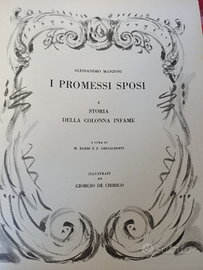 ALESSANDRO MANZONI
I PROMESSI SPOSI
E
STORIA
DELLA COLONNA INFAME
A CURA DI
M. BARBI E F. GHISALBERTI
ILLUSTRATI
DA
GIORGIO DE CHIRICO